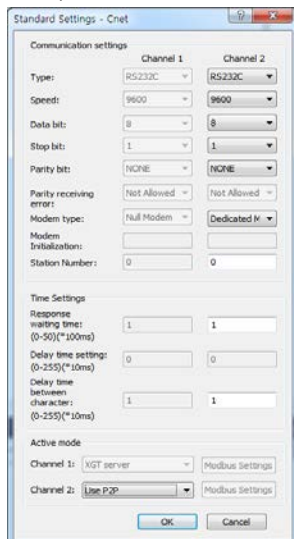 Standard Settings - Cnet
Communication settings
Channel 1 Channel 2
Type: RS232C RS232C
Speed: 9600 9600
Data bit: 8 8
Stop bit: 1 1
Parity bit: NONE NONE
Parity receiving error: Not Allowed Not Allowed
Modem type: Null Modem Dedicated M
Modem Initialization:
Station Number: 0 0
Time Settings
Response
waiting time: 1 1
(0-50)(*100ms)
Delay time setting: 0 0
(0-255)(*10ms)
Delay time
between
character: 1 1
(0-255)(*10ms)
Active mode
Channel 1: XGT server Modbus Settings
Channel 2: Use P2P Modbus Settings
OK Cancel